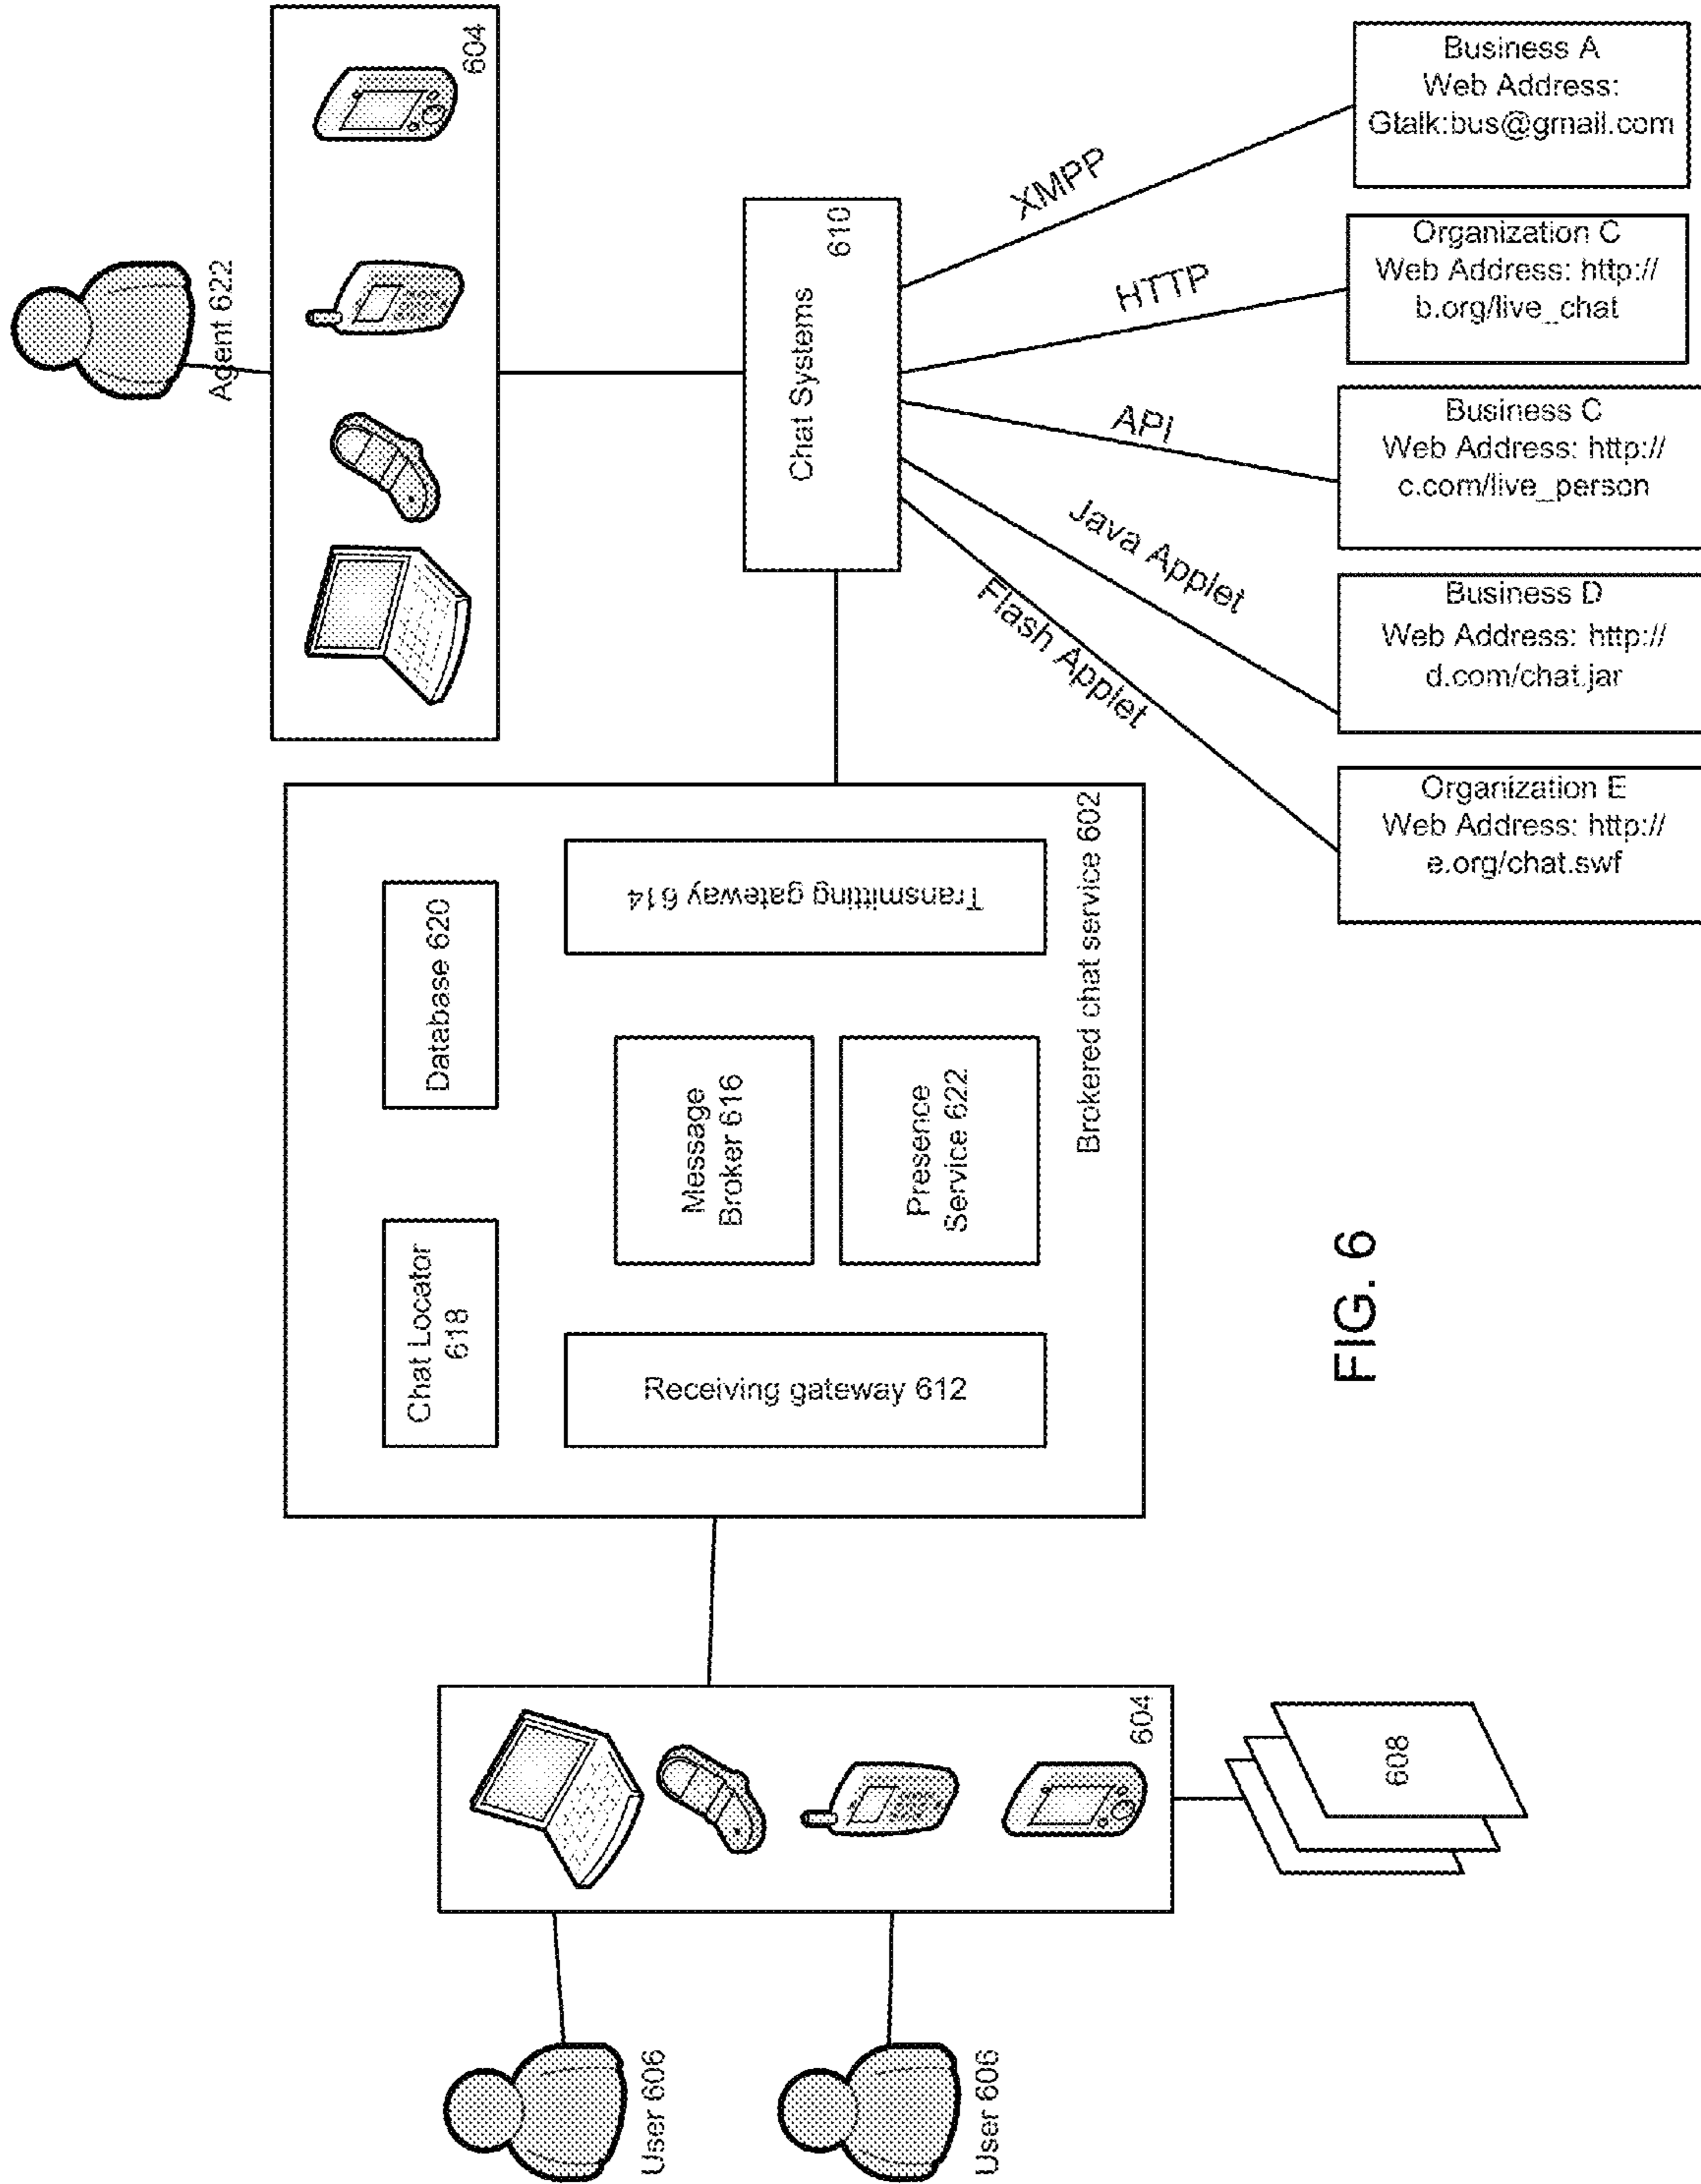 Agent 622
604
Chat Systems
610
XMPP
HTTP
API
Java Applet
Flash Applet
Business A
Web Address:
Gtalk:bus@gmail.com
Organization C
Web Address: http://
b.org/live_chat
Business C
Web Address: http://
c.com/live_person
Business D
Web Address: http://
d.com/chat.jar
Organization E
Web Address: http://
e.org/chat.swf
Chat Locator
618
Database 620
Receiving gateway 612
Message
Broker 616
Presence
Service 622
Transmitting gateway 614
Brokered chat service 602
User 606
User 606
604
608
FIG. 6